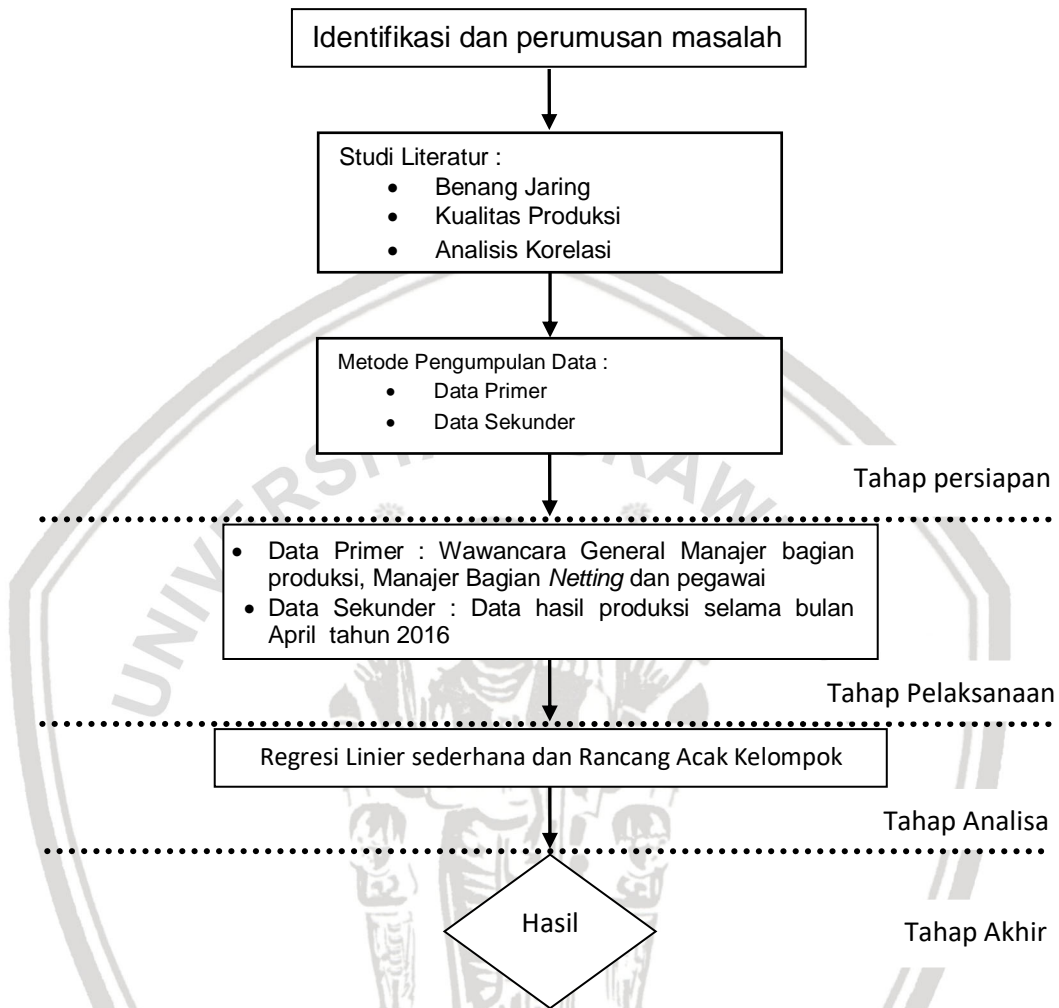 Identifikasi dan perumusan masalah
Studi Literatur :
• Benang Jaring
• Kualitas Produksi
• Analisis Korelasi
Metode Pengumpulan Data :
• Data Primer
• Data Sekunder
Tahap persiapan
• Data Primer : Wawancara General Manajer bagian
produksi, Manajer Bagian Netting dan pegawai
• Data Sekunder : Data hasil produksi selama bulan
April tahun 2016
Tahap Pelaksanaan
Regresi Linier sederhana dan Rancang Acak Kelompok
Tahap Analisa
Hasil
Tahap Akhir